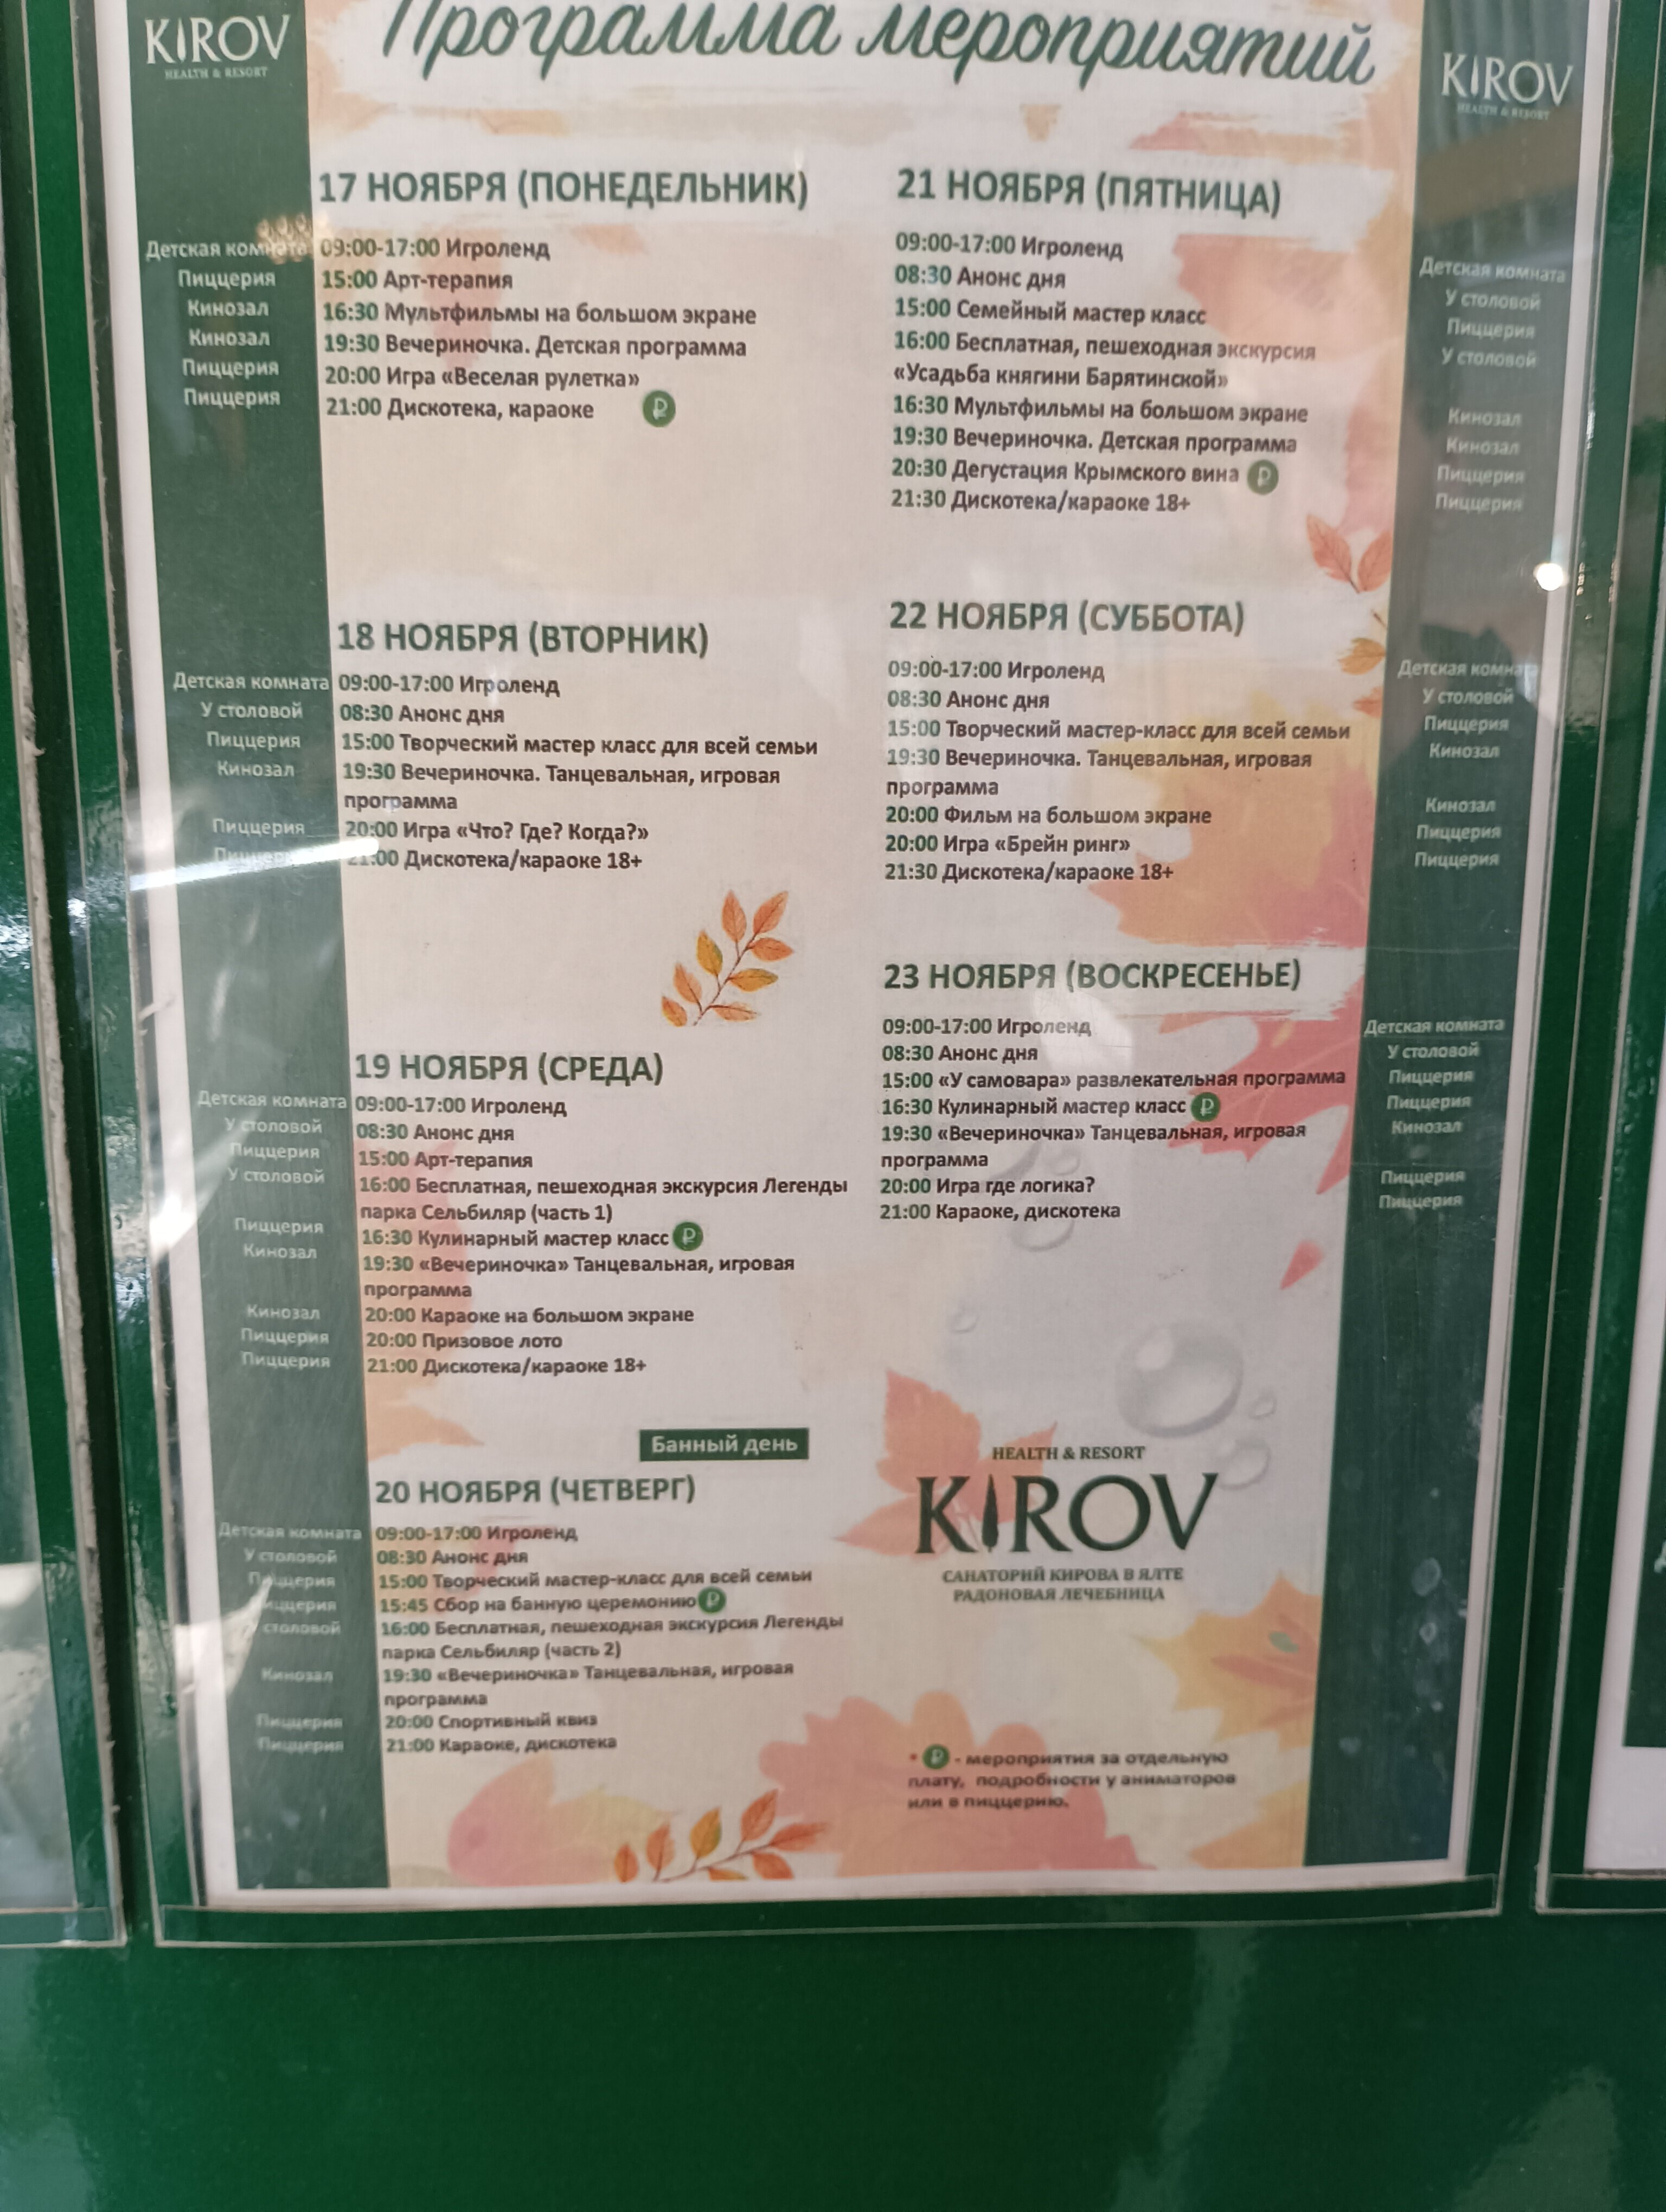 KIROV
HEALTH & RESORT
Программа мероприятий
KIROV
HEALTH & RESORT
17 НОЯБРЯ (ПОНЕДЕЛЬНИК)
Детская комната 09:00-17:00 Игроленд
Пиццерия 15:00 Арт-терапия
Кинозал 16:30 Мультфильмы на большом экране
Кинозал 19:30 Вечериночка. Детская программа
Пиццерия 20:00 Игра «Веселая рулетка»
Пиццерия 21:00 Дискотека, караоке ₽
18 НОЯБРЯ (ВТОРНИК)
Детская комната 09:00-17:00 Игроленд
У столовой 08:30 Анонс дня
Пиццерия 15:00 Творческий мастер класс для всей семьи
Кинозал 19:30 Вечериночка. Танцевальная, игровая
программа
Пиццерия 20:00 Игра «Что? Где? Когда?»
Пиццерия 21:00 Дискотека/караоке 18+
19 НОЯБРЯ (СРЕДА)
Детская комната 09:00-17:00 Игроленд
У столовой 08:30 Анонс дня
Пиццерия 15:00 Арт-терапия
У столовой 16:00 Бесплатная, пешеходная экскурсия Легенды
парка Сельбиляр (часть 1)
Пиццерия 16:30 Кулинарный мастер класс ₽
Кинозал 19:30 «Вечериночка» Танцевальная, игровая
программа
Кинозал 20:00 Караоке на большом экране
Пиццерия 20:00 Призовое лото
Пиццерия 21:00 Дискотека/караоке 18+
Банный день
20 НОЯБРЯ (ЧЕТВЕРГ)
Детская комната 09:00-17:00 Игроленд
У столовой 08:30 Анонс дня
Пиццерия 15:00 Творческий мастер-класс для всей семьи
Пиццерия 15:45 Сбор на банную церемонию ₽
столовой 16:00 Бесплатная, пешеходная экскурсия Легенды
парка Сельбиляр (часть 2)
Кинозал 19:30 «Вечериночка» Танцевальная, игровая
программа
Пиццерия 20:00 Спортивный квиз
Пиццерия 21:00 Караоке, дискотека
21 НОЯБРЯ (ПЯТНИЦА)
09:00-17:00 Игроленд Детская комната
08:30 Анонс дня У столовой
15:00 Семейный мастер класс Пиццерия
16:00 Бесплатная, пешеходная экскурсия У столовой
«Усадьба княгини Барятинской»
16:30 Мультфильмы на большом экране Кинозал
19:30 Вечериночка. Детская программа Кинозал
20:30 Дегустация Крымского вина ₽ Пиццерия
21:30 Дискотека/караоке 18+ Пиццерия
22 НОЯБРЯ (СУББОТА)
09:00-17:00 Игроленд Детская комната
08:30 Анонс дня У столовой
15:00 Творческий мастер-класс для всей семьи Пиццерия
19:30 Вечериночка. Танцевальная, игровая Кинозал
программа
20:00 Фильм на большом экране Кинозал
20:00 Игра «Брейн ринг» Пиццерия
21:30 Дискотека/караоке 18+ Пиццерия
23 НОЯБРЯ (ВОСКРЕСЕНЬЕ)
09:00-17:00 Игроленд Детская комната
08:30 Анонс дня У столовой
15:00 «У самовара» развлекательная программа Пиццерия
16:30 Кулинарный мастер класс ₽ Пиццерия
19:30 «Вечериночка» Танцевальная, игровая Кинозал
программа
20:00 Игра где логика? Пиццерия
21:00 Караоке, дискотека Пиццерия
HEALTH & RESORT
KIROV
САНАТОРИЙ КИРОВА В ЯЛТЕ
РАДОНОВАЯ ЛЕЧЕБНИЦА
* ₽ - мероприятия за отдельную
плату, подробности у аниматоров
или в пиццерию.